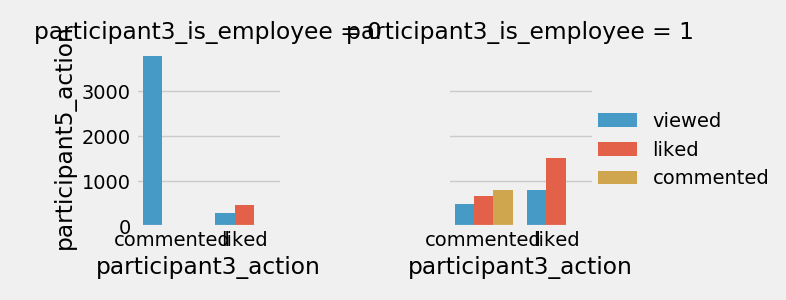 participant3_is_employee = 0
participant3_is_employee = 1
participant5_action
3000
2000
1000
0
commented
liked
commented
liked
participant3_action
participant3_action
viewed
liked
commented